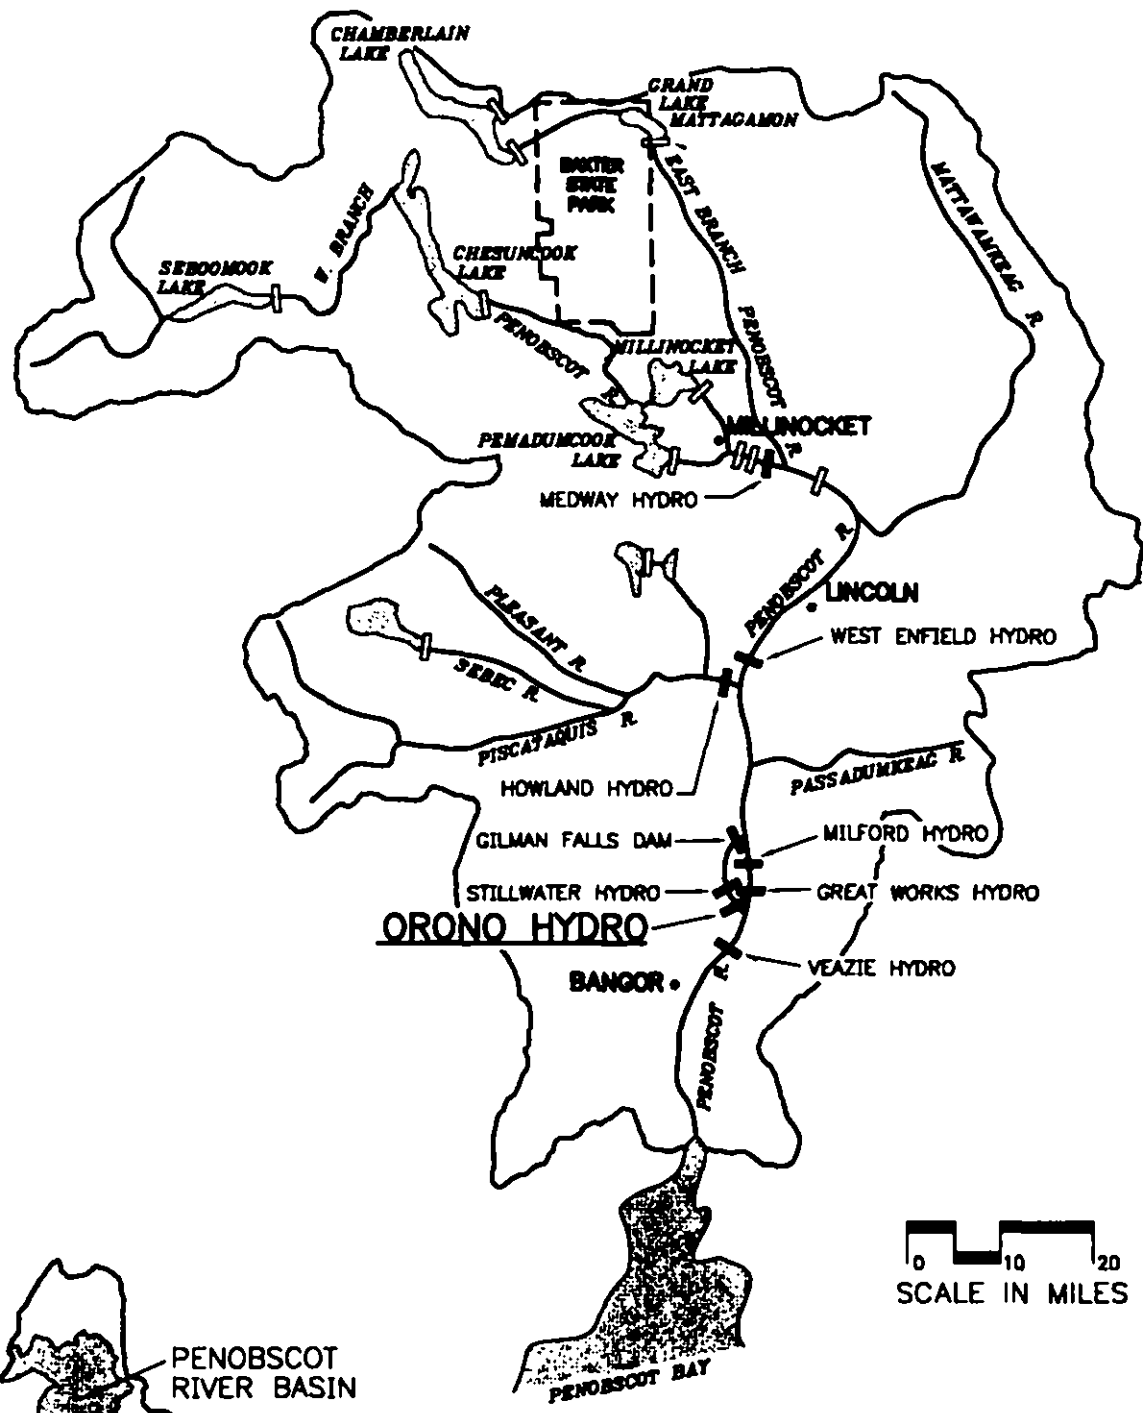 CHAMBERLAIN
LAKE
GRAND
LAKE
MATTAGAMON
BAXTER
STATE
PARK
EAST BRANCH
PENOBSCOT R.
MATTAWAMKEAG R.
W. BRANCH
SEBOOMOOK
LAKE
CHESUNCOOK
LAKE
PENOBSCOT R.
MILLINOCKET
LAKE
MILLINOCKET
PEMADUMCOOK
LAKE
MEDWAY HYDRO
PENOBSCOT R.
LINCOLN
WEST ENFIELD HYDRO
PLEASANT R.
SEBEC R.
PISCATAQUIS R.
HOWLAND HYDRO
PASSADUMKEAG R.
GILMAN FALLS DAM
MILFORD HYDRO
STILLWATER HYDRO
GREAT WORKS HYDRO
ORONO HYDRO
VEAZIE HYDRO
BANGOR
PENOBSCOT R.
0 10 20
SCALE IN MILES
PENOBSCOT
RIVER BASIN
PENOBSCOT BAY